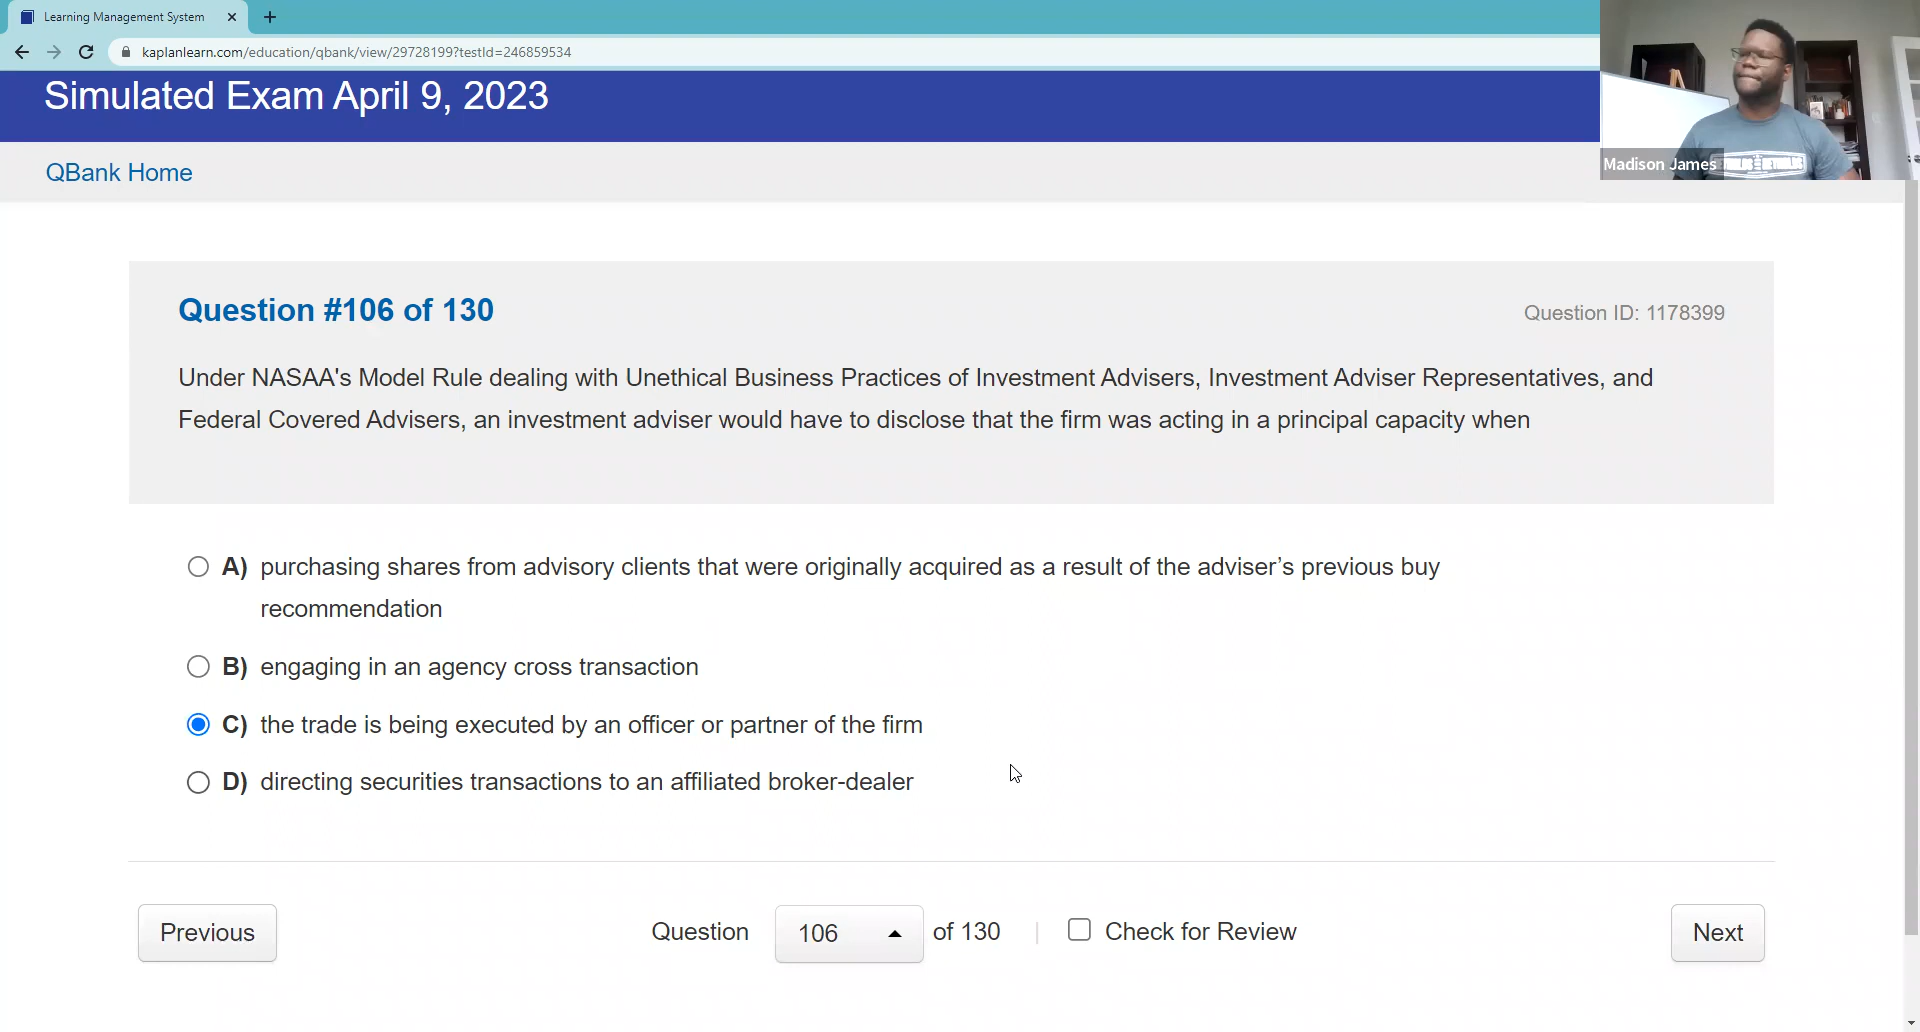 Learning Management System
kaplanlearn.com/education/qbank/view/29728199?testId=246859534
Simulated Exam April 9, 2023
Madison James
QBank Home
Question #106 of 130
Question ID: 1178399
Under NASAA's Model Rule dealing with Unethical Business Practices of Investment Advisers, Investment Adviser Representatives, and
Federal Covered Advisers, an investment adviser would have to disclose that the firm was acting in a principal capacity when
A) purchasing shares from advisory clients that were originally acquired as a result of the adviser’s previous buy
recommendation
B) engaging in an agency cross transaction
C) the trade is being executed by an officer or partner of the firm
D) directing securities transactions to an affiliated broker-dealer
Previous
Question 106 of 130 | Check for Review
Next